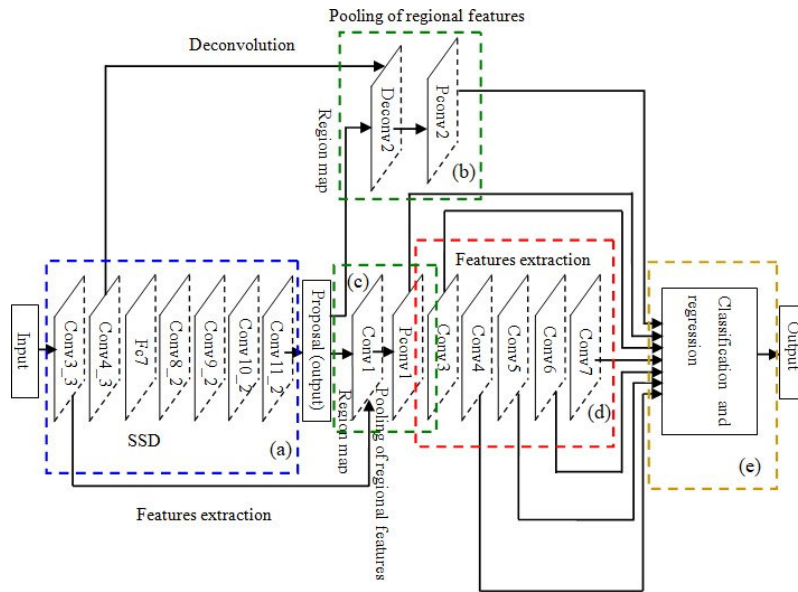 Pooling of regional features
Deconvolution
Region map
Deconv2
Pconv2
(b)
Input
Conv3_3
Conv4_3
Fc7
Conv8_2
Conv9_2
Conv10_2
Conv11_2
SSD
(a)
Proposal (output)
Region map
(c)
Conv1
Pconv1
Pooling of regional features
Features extraction
Conv3
Conv4
Conv5
Conv6
Conv7
(d)
Classification and
regression
(e)
Output
Features extraction